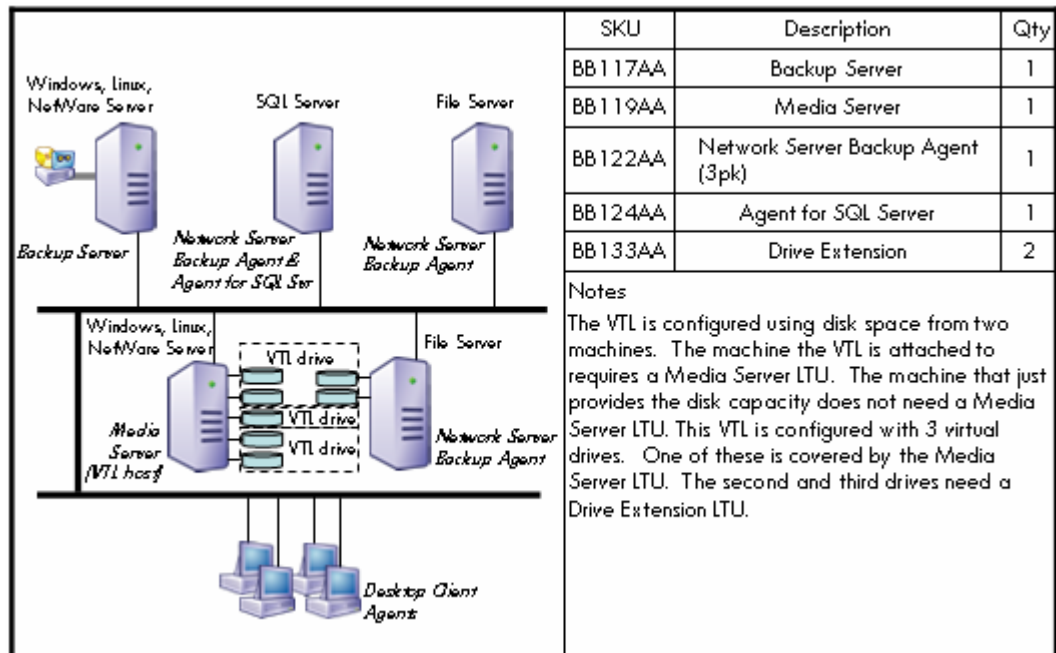 Windows, Linux,
NetWare Server
SQL Server
File Server
Backup Server
Network Server
Backup Agent &
Agent for SQL Svr
Network Server
Backup Agent
Windows, Linux,
NetWare Server
VTL drive
File Server
VTL drive
VTL drive
Media
Server
(VTL host)
Network Server
Backup Agent
Desktop Client
Agents
SKU Description Qty
BB117AA Backup Server 1
BB119AA Media Server 1
BB122AA Network Server Backup Agent (3pk) 1
BB124AA Agent for SQL Server 1
BB133AA Drive Extension 2
Notes
The VTL is configured using disk space from two
machines. The machine the VTL is attached to
requires a Media Server LTU. The machine that just
provides the disk capacity does not need a Media
Server LTU. This VTL is configured with 3 virtual
drives. One of these is covered by the Media
Server LTU. The second and third drives need a
Drive Extension LTU.